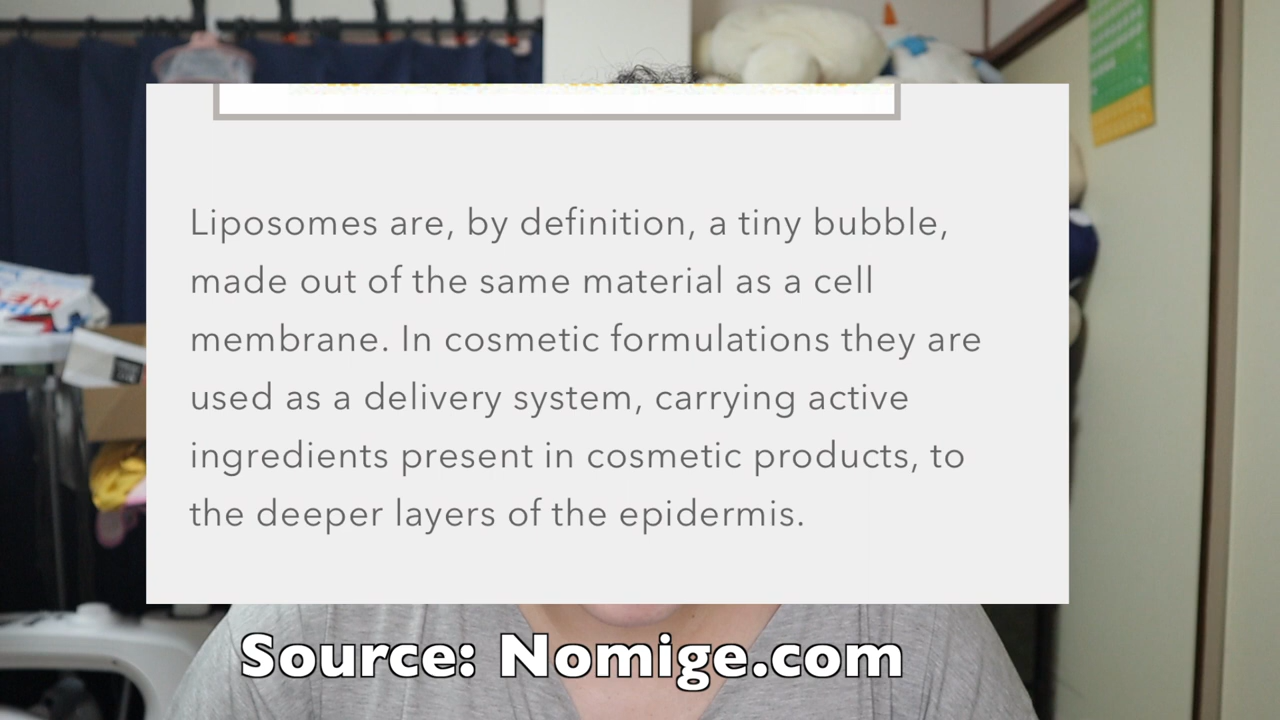 Liposomes are, by definition, a tiny bubble,
made out of the same material as a cell
membrane. In cosmetic formulations they are
used as a delivery system, carrying active
ingredients present in cosmetic products, to
the deeper layers of the epidermis.
Source: Nomige.com